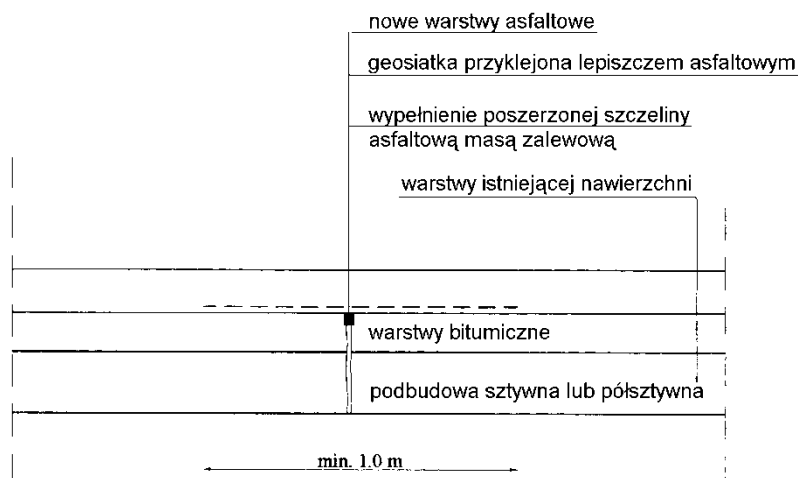 nowe warstwy asfaltowe
geosiatka przyklejona lepiszczem asfaltowym
wypełnienie poszerzonej szczeliny
asfaltową masą zalewową
warstwy istniejącej nawierzchni
warstwy bitumiczne
podbudowa sztywna lub półsztywna
min. 1.0 m